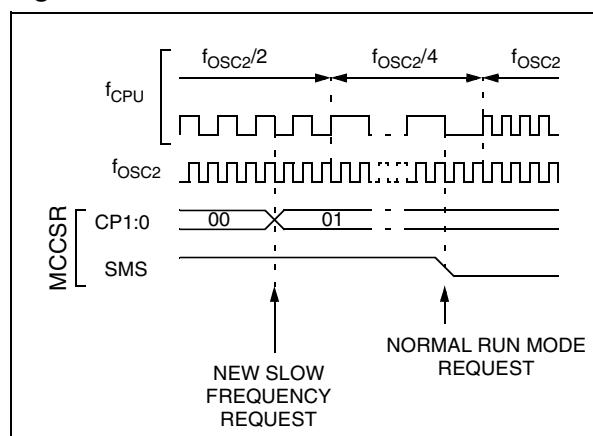 fOSC2/2
fOSC2/4
fOSC2
fCPU
fOSC2
MCCSR
CP1:0
00
01
SMS
NEW SLOW
FREQUENCY
REQUEST
NORMAL RUN MODE
REQUEST